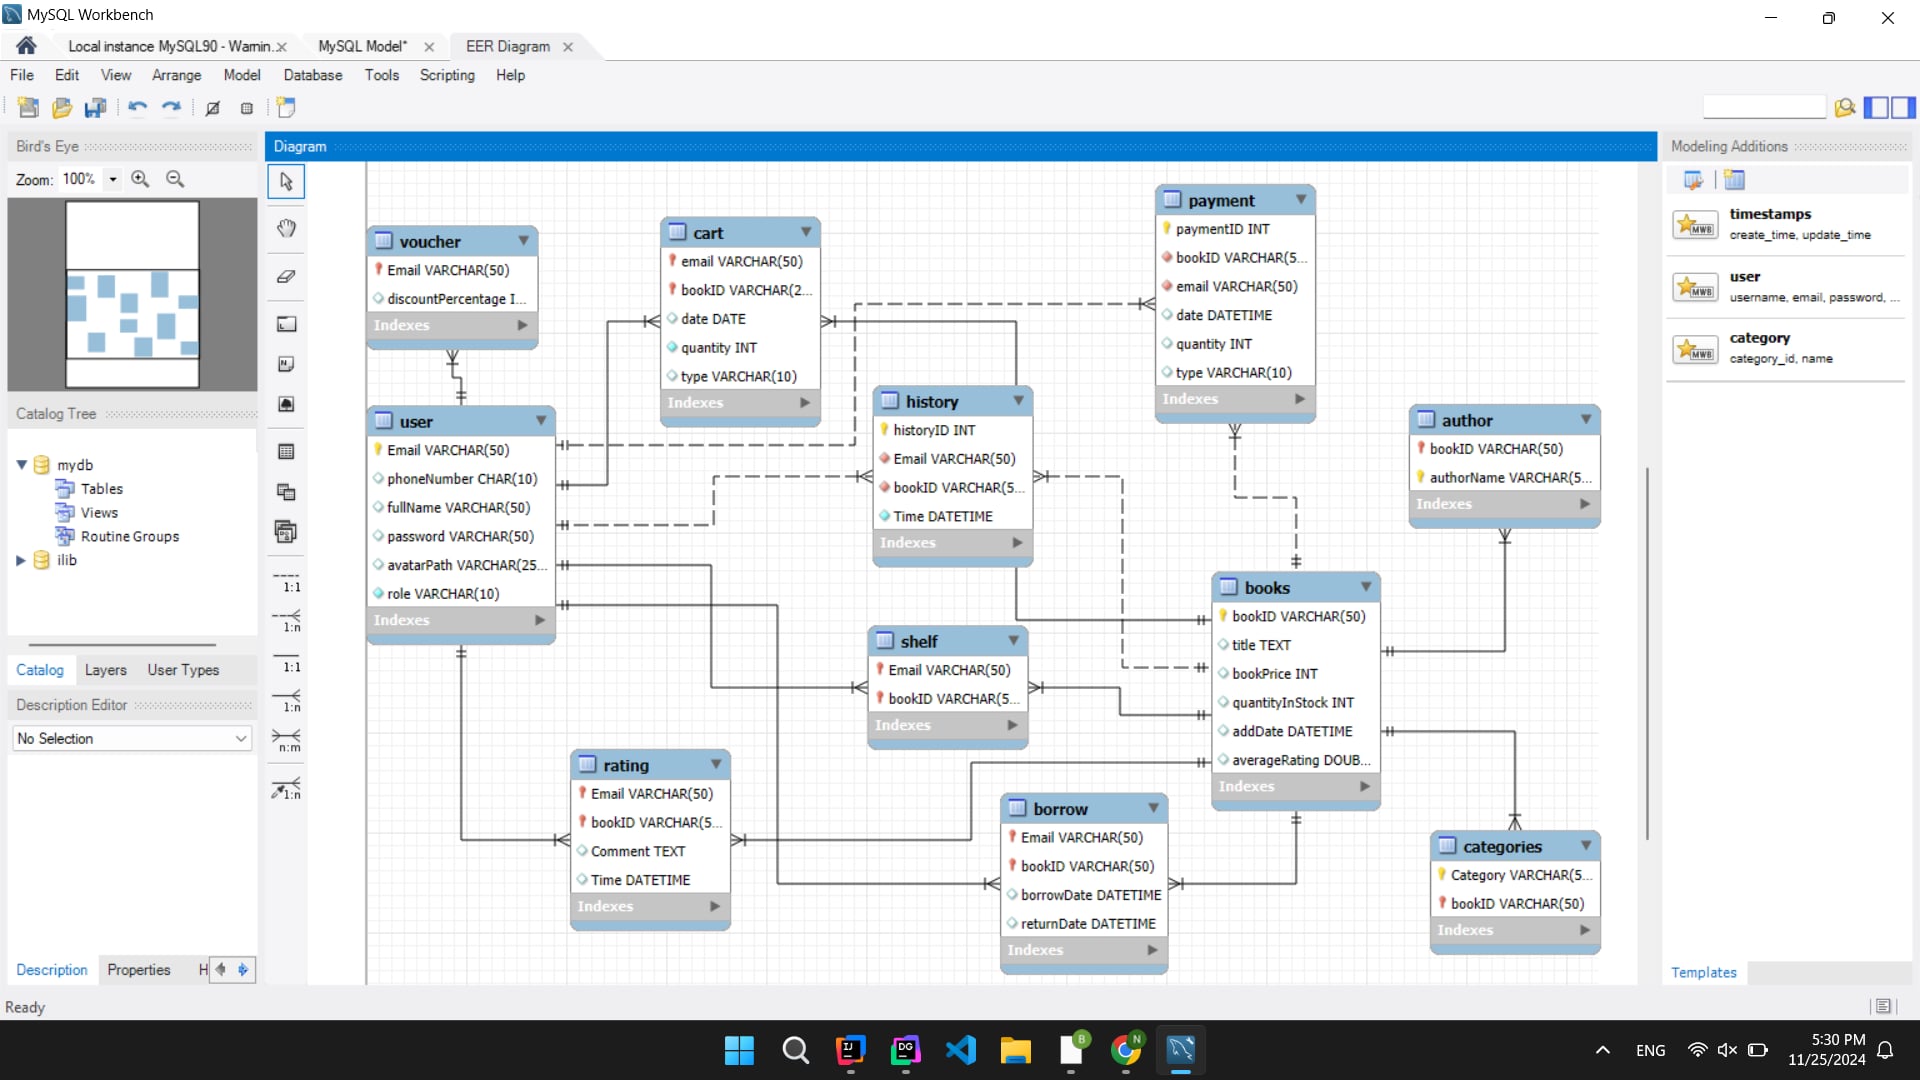 MySQL Workbench
Local instance MySQL90 - Warnin.
MySQL Model*
EER Diagram
File Edit View Arrange Model Database Tools Scripting Help
Bird's Eye
Zoom: 100%
Catalog Tree
mydb
Tables
Views
Routine Groups
ilib
Catalog Layers User Types
Description Editor
No Selection
Description Properties H
Ready
Diagram
1:1
1:n
1:1
1:n
n:m
1:n
voucher
Email VARCHAR(50)
discountPercentage I...
Indexes
user
Email VARCHAR(50)
phoneNumber CHAR(10)
fullName VARCHAR(50)
password VARCHAR(50)
avatarPath VARCHAR(25...
role VARCHAR(10)
Indexes
cart
email VARCHAR(50)
bookID VARCHAR(2...
date DATE
quantity INT
type VARCHAR(10)
Indexes
history
historyID INT
Email VARCHAR(50)
bookID VARCHAR(5...
Time DATETIME
Indexes
payment
paymentID INT
bookID VARCHAR(5...
email VARCHAR(50)
date DATETIME
quantity INT
type VARCHAR(10)
Indexes
author
bookID VARCHAR(50)
authorName VARCHAR(5...
Indexes
books
bookID VARCHAR(50)
title TEXT
bookPrice INT
quantityInStock INT
addDate DATETIME
averageRating DOUB...
Indexes
shelf
Email VARCHAR(50)
bookID VARCHAR(5...
Indexes
rating
Email VARCHAR(50)
bookID VARCHAR(5...
Comment TEXT
Time DATETIME
Indexes
borrow
Email VARCHAR(50)
bookID VARCHAR(50)
borrowDate DATETIME
returnDate DATETIME
Indexes
categories
Category VARCHAR(5...
bookID VARCHAR(50)
Indexes
Modeling Additions
MWB
timestamps
create_time, update_time
MWB
user
username, email, password, ...
MWB
category
category_id, name
Templates
IJ
DG
B
N
ENG
5:30 PM
11/25/2024